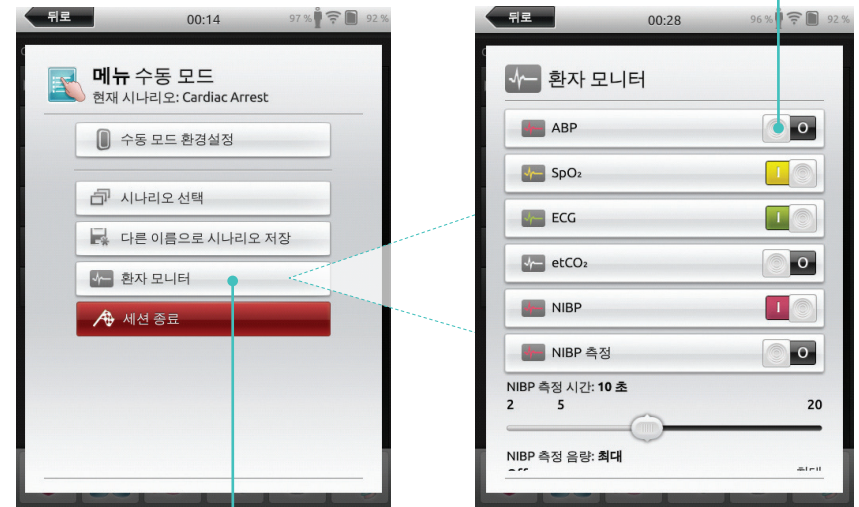 뒤로
00:14
97 %
92 %
메뉴 수동 모드
현재 시나리오: Cardiac Arrest
수동 모드 환경설정
시나리오 선택
다른 이름으로 시나리오 저장
환자 모니터
세션 종료
뒤로
00:28
96 %
92 %
환자 모니터
ABP O
SpO₂ I
ECG I
etCO₂ O
NIBP I
NIBP 측정 O
NIBP 측정 시간: 10 초
2 5 20
NIBP 측정 음량: 최대